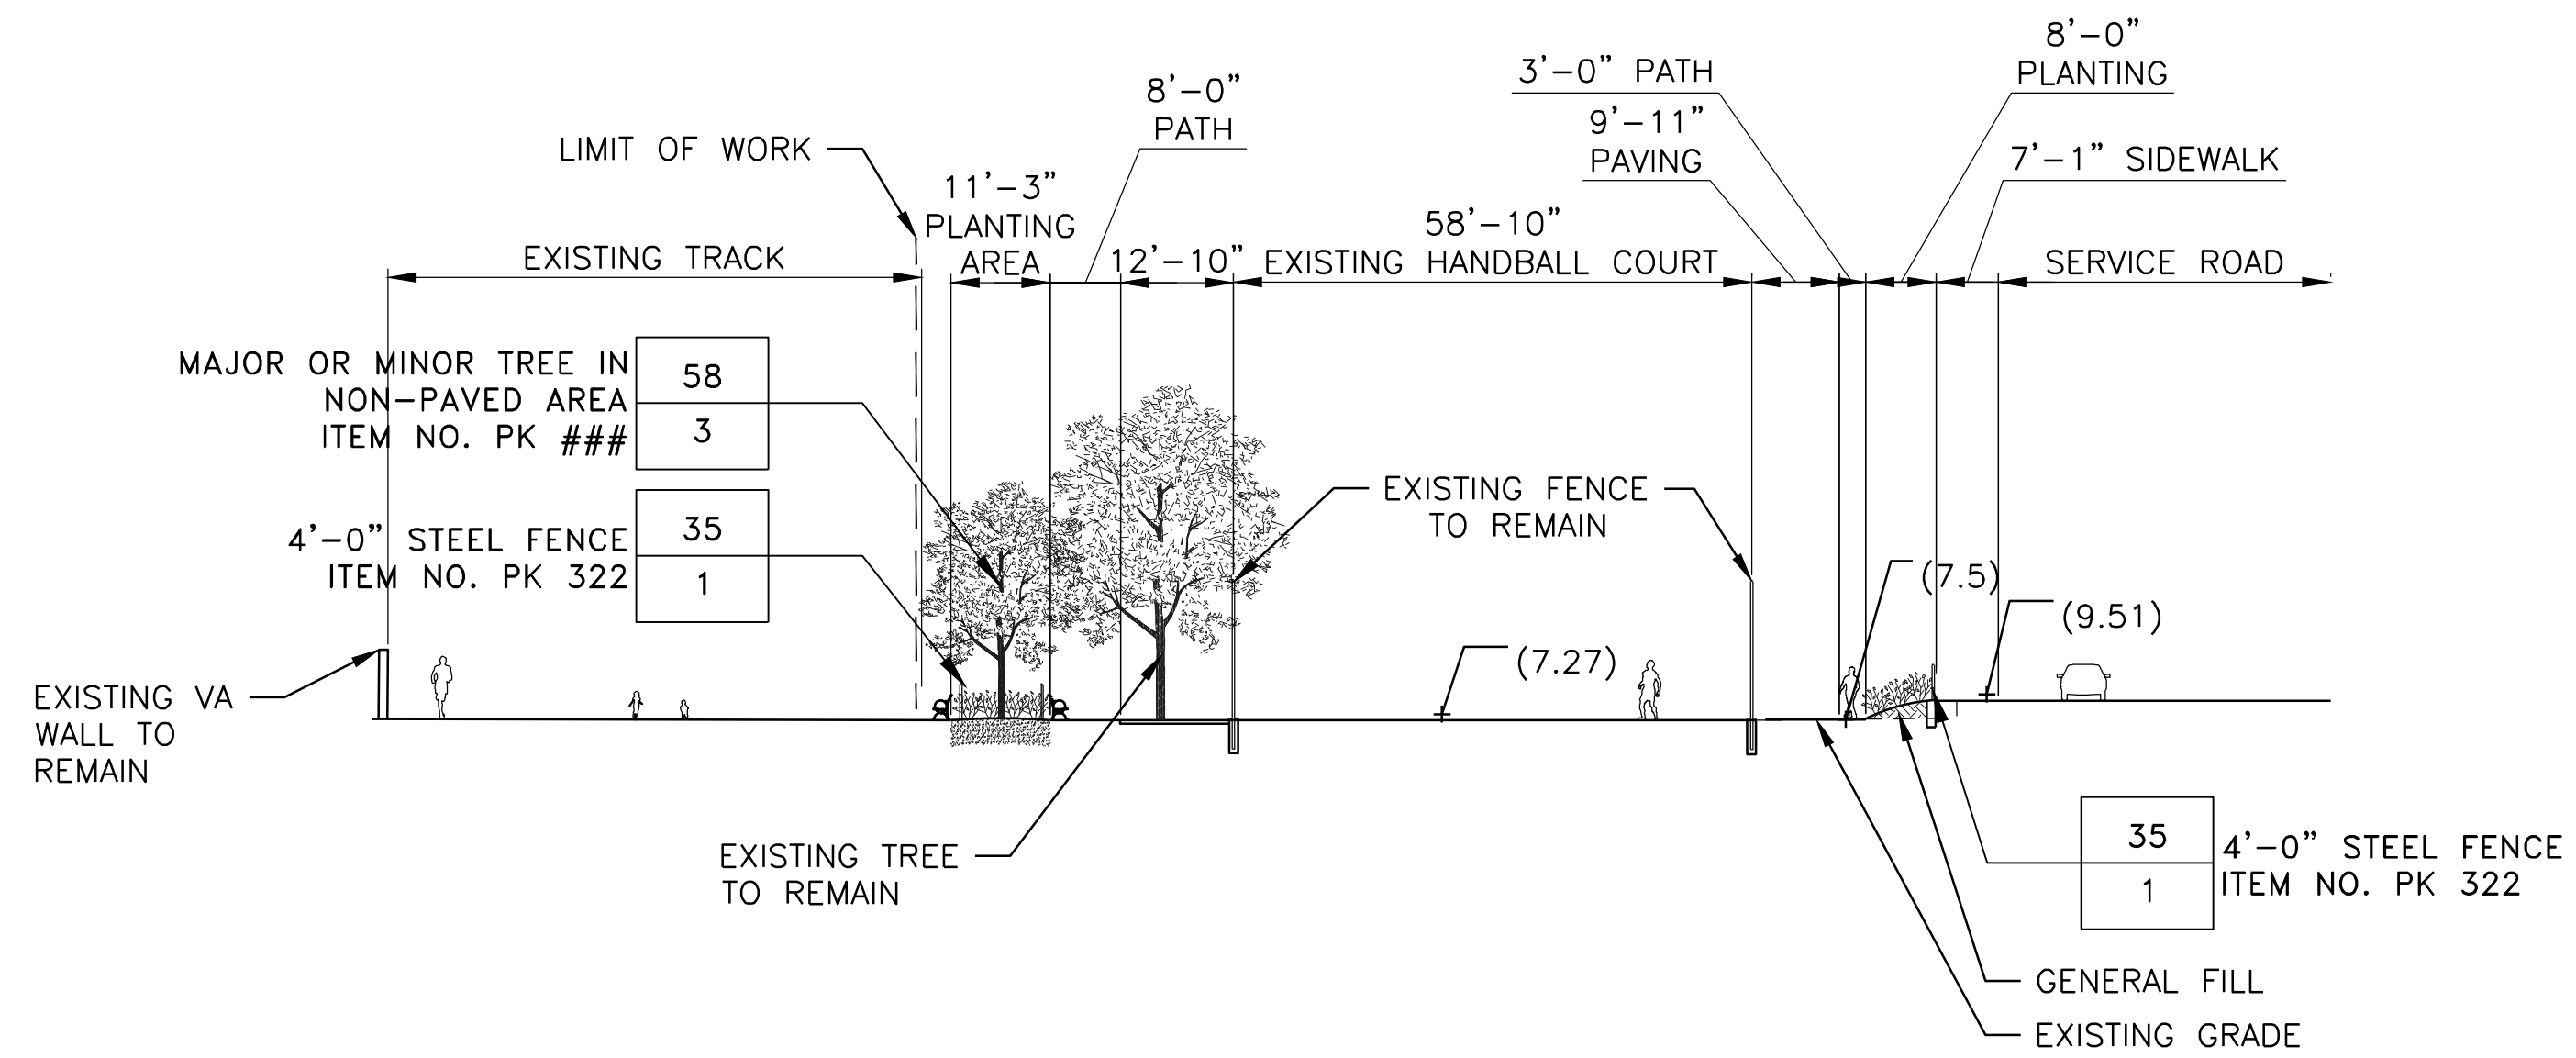 8'-0"
PLANTING
3'-0" PATH
8'-0"
PATH
9'-11"
PAVING
LIMIT OF WORK
7'-1" SIDEWALK
11'-3"
PLANTING
AREA
58'-10"
EXISTING HANDBALL COURT
EXISTING TRACK
12'-10"
SERVICE ROAD
MAJOR OR MINOR TREE IN
NON-PAVED AREA
ITEM NO. PK ###
58
3
4'-0" STEEL FENCE
ITEM NO. PK 322
35
1
EXISTING FENCE
TO REMAIN
(7.5)
(9.51)
(7.27)
EXISTING VA
WALL TO
REMAIN
EXISTING TREE
TO REMAIN
35
1
4'-0" STEEL FENCE
ITEM NO. PK 322
GENERAL FILL
EXISTING GRADE